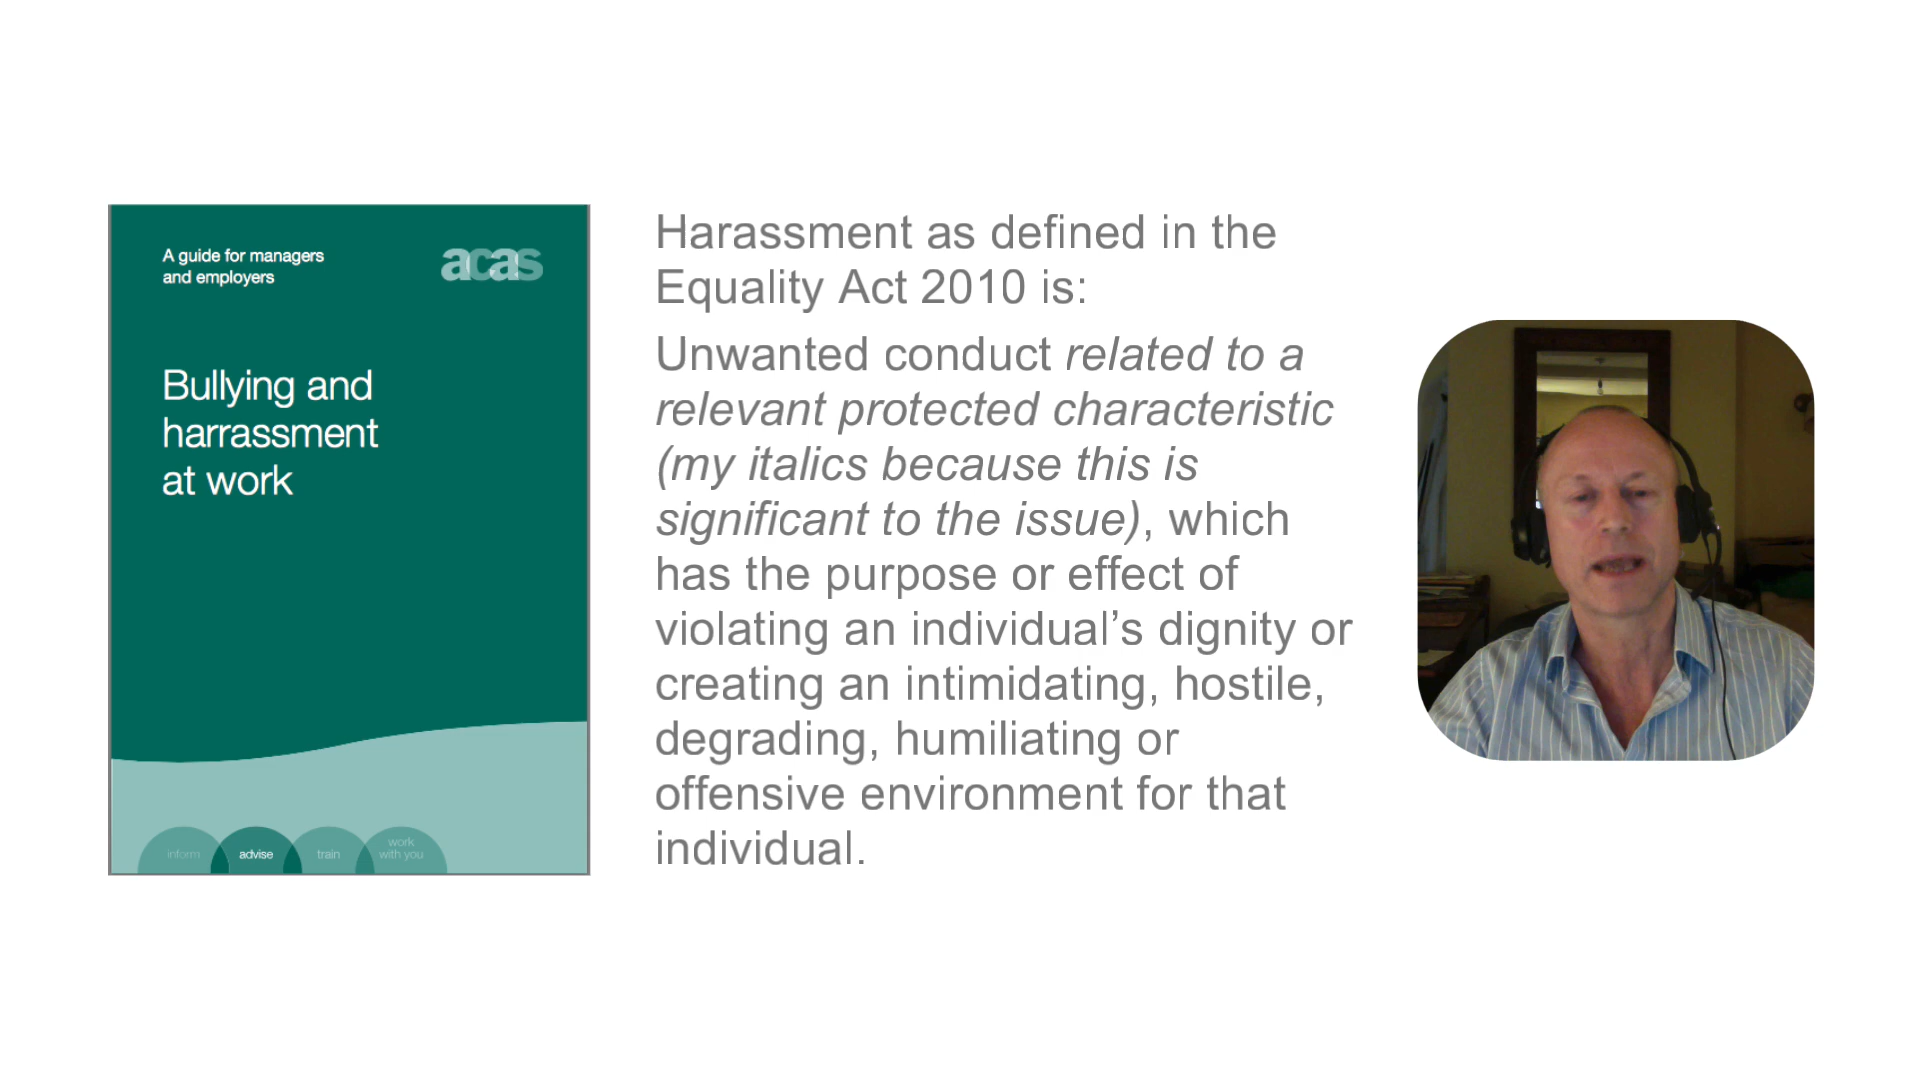 A guide for managers
and employers
acas
Bullying and
harrassment
at work
inform
advise
train
work
with you
Harassment as defined in the
Equality Act 2010 is:
Unwanted conduct related to a
relevant protected characteristic
(my italics because this is
significant to the issue), which
has the purpose or effect of
violating an individual’s dignity or
creating an intimidating, hostile,
degrading, humiliating or
offensive environment for that
individual.